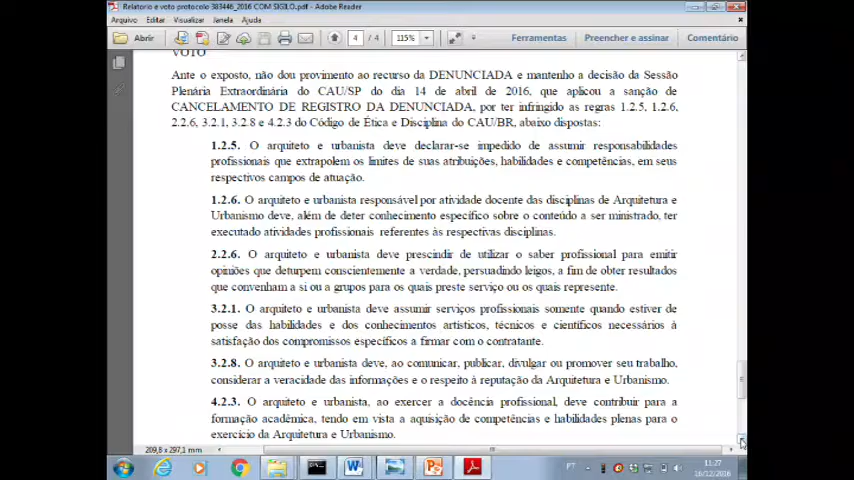 Relatorio e voto protocolo 383446_2016 COM SIGILO.pdf - Adobe Reader
Arquivo Editar Visualizar Janela Ajuda
Abrir 4 / 4 115% Ferramentas Preencher e assinar Comentário
VOTO
Ante o exposto, não dou provimento ao recurso da DENUNCIADA e mantenho a decisão da Sessão
Plenária Extraordinária do CAU/SP do dia 14 de abril de 2016, que aplicou a sanção de
CANCELAMENTO DE REGISTRO DA DENUNCIADA, por ter infringido as regras 1.2.5, 1.2.6,
2.2.6, 3.2.1, 3.2.8 e 4.2.3 do Código de Ética e Disciplina do CAU/BR, abaixo dispostas:
1.2.5. O arquiteto e urbanista deve declarar-se impedido de assumir responsabilidades
profissionais que extrapolem os limites de suas atribuições, habilidades e competências, em seus
respectivos campos de atuação.
1.2.6. O arquiteto e urbanista responsável por atividade docente das disciplinas de Arquitetura e
Urbanismo deve, além de deter conhecimento específico sobre o conteúdo a ser ministrado, ter
executado atividades profissionais referentes às respectivas disciplinas.
2.2.6. O arquiteto e urbanista deve prescindir de utilizar o saber profissional para emitir
opiniões que deturpem conscientemente a verdade, persuadindo leigos, a fim de obter resultados
que convenham a si ou a grupos para os quais preste serviço ou os quais represente.
3.2.1. O arquiteto e urbanista deve assumir serviços profissionais somente quando estiver de
posse das habilidades e dos conhecimentos artísticos, técnicos e científicos necessários à
satisfação dos compromissos específicos a firmar com o contratante.
3.2.8. O arquiteto e urbanista deve, ao comunicar, publicar, divulgar ou promover seu trabalho,
considerar a veracidade das informações e o respeito à reputação da Arquitetura e Urbanismo.
4.2.3. O arquiteto e urbanista, ao exercer a docência profissional, deve contribuir para a
formação acadêmica, tendo em vista a aquisição de competências e habilidades plenas para o
exercício da Arquitetura e Urbanismo.
209,8 x 297,1 mm
PT 11:27
16/12/2016